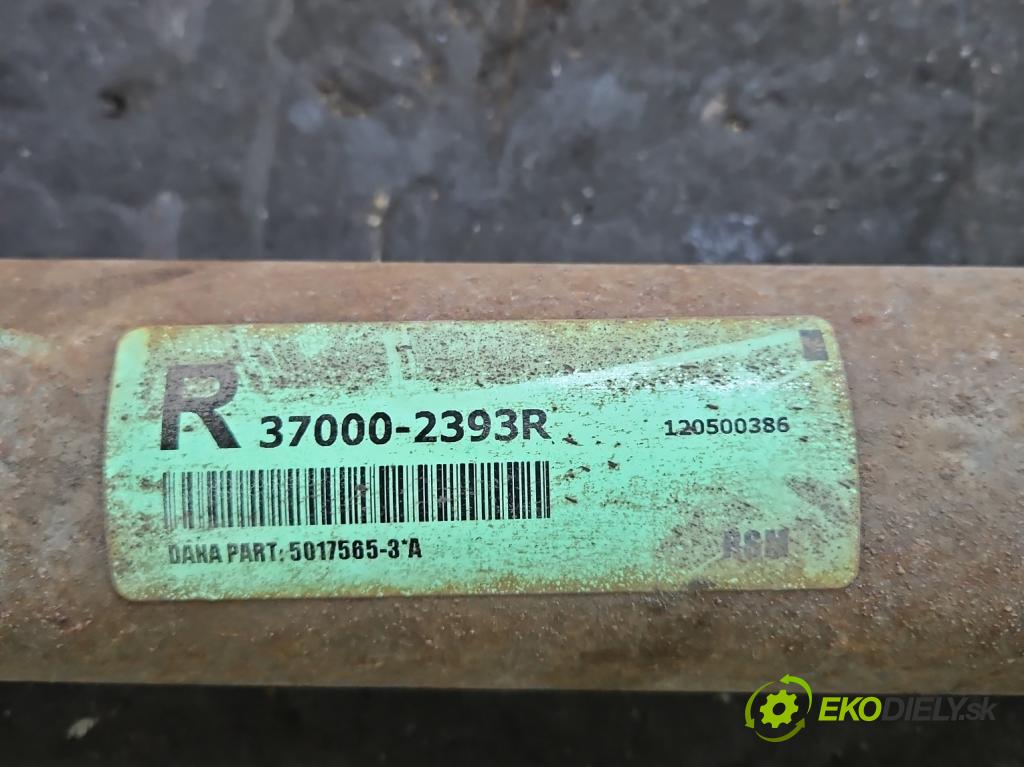 R 37000-2393R 120500386
DANA PART: 5017565-3*A
EKODIELY.sk